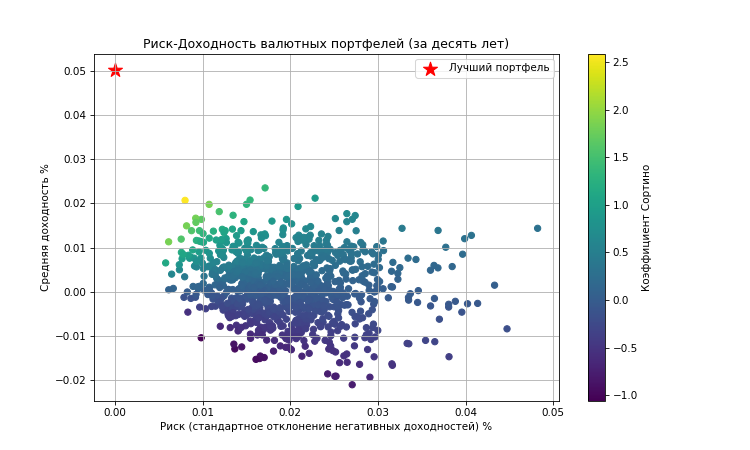 Риск-Доходность валютных портфелей (за десять лет)
Лучший портфель
Средняя доходность %
0.05
0.04
0.03
0.02
0.01
0.00
−0.01
−0.02
0.00 0.01 0.02 0.03 0.04 0.05
Риск (стандартное отклонение негативных доходностей) %
2.5
2.0
1.5
1.0
0.5
0.0
−0.5
−1.0
Коэффициент Сортино